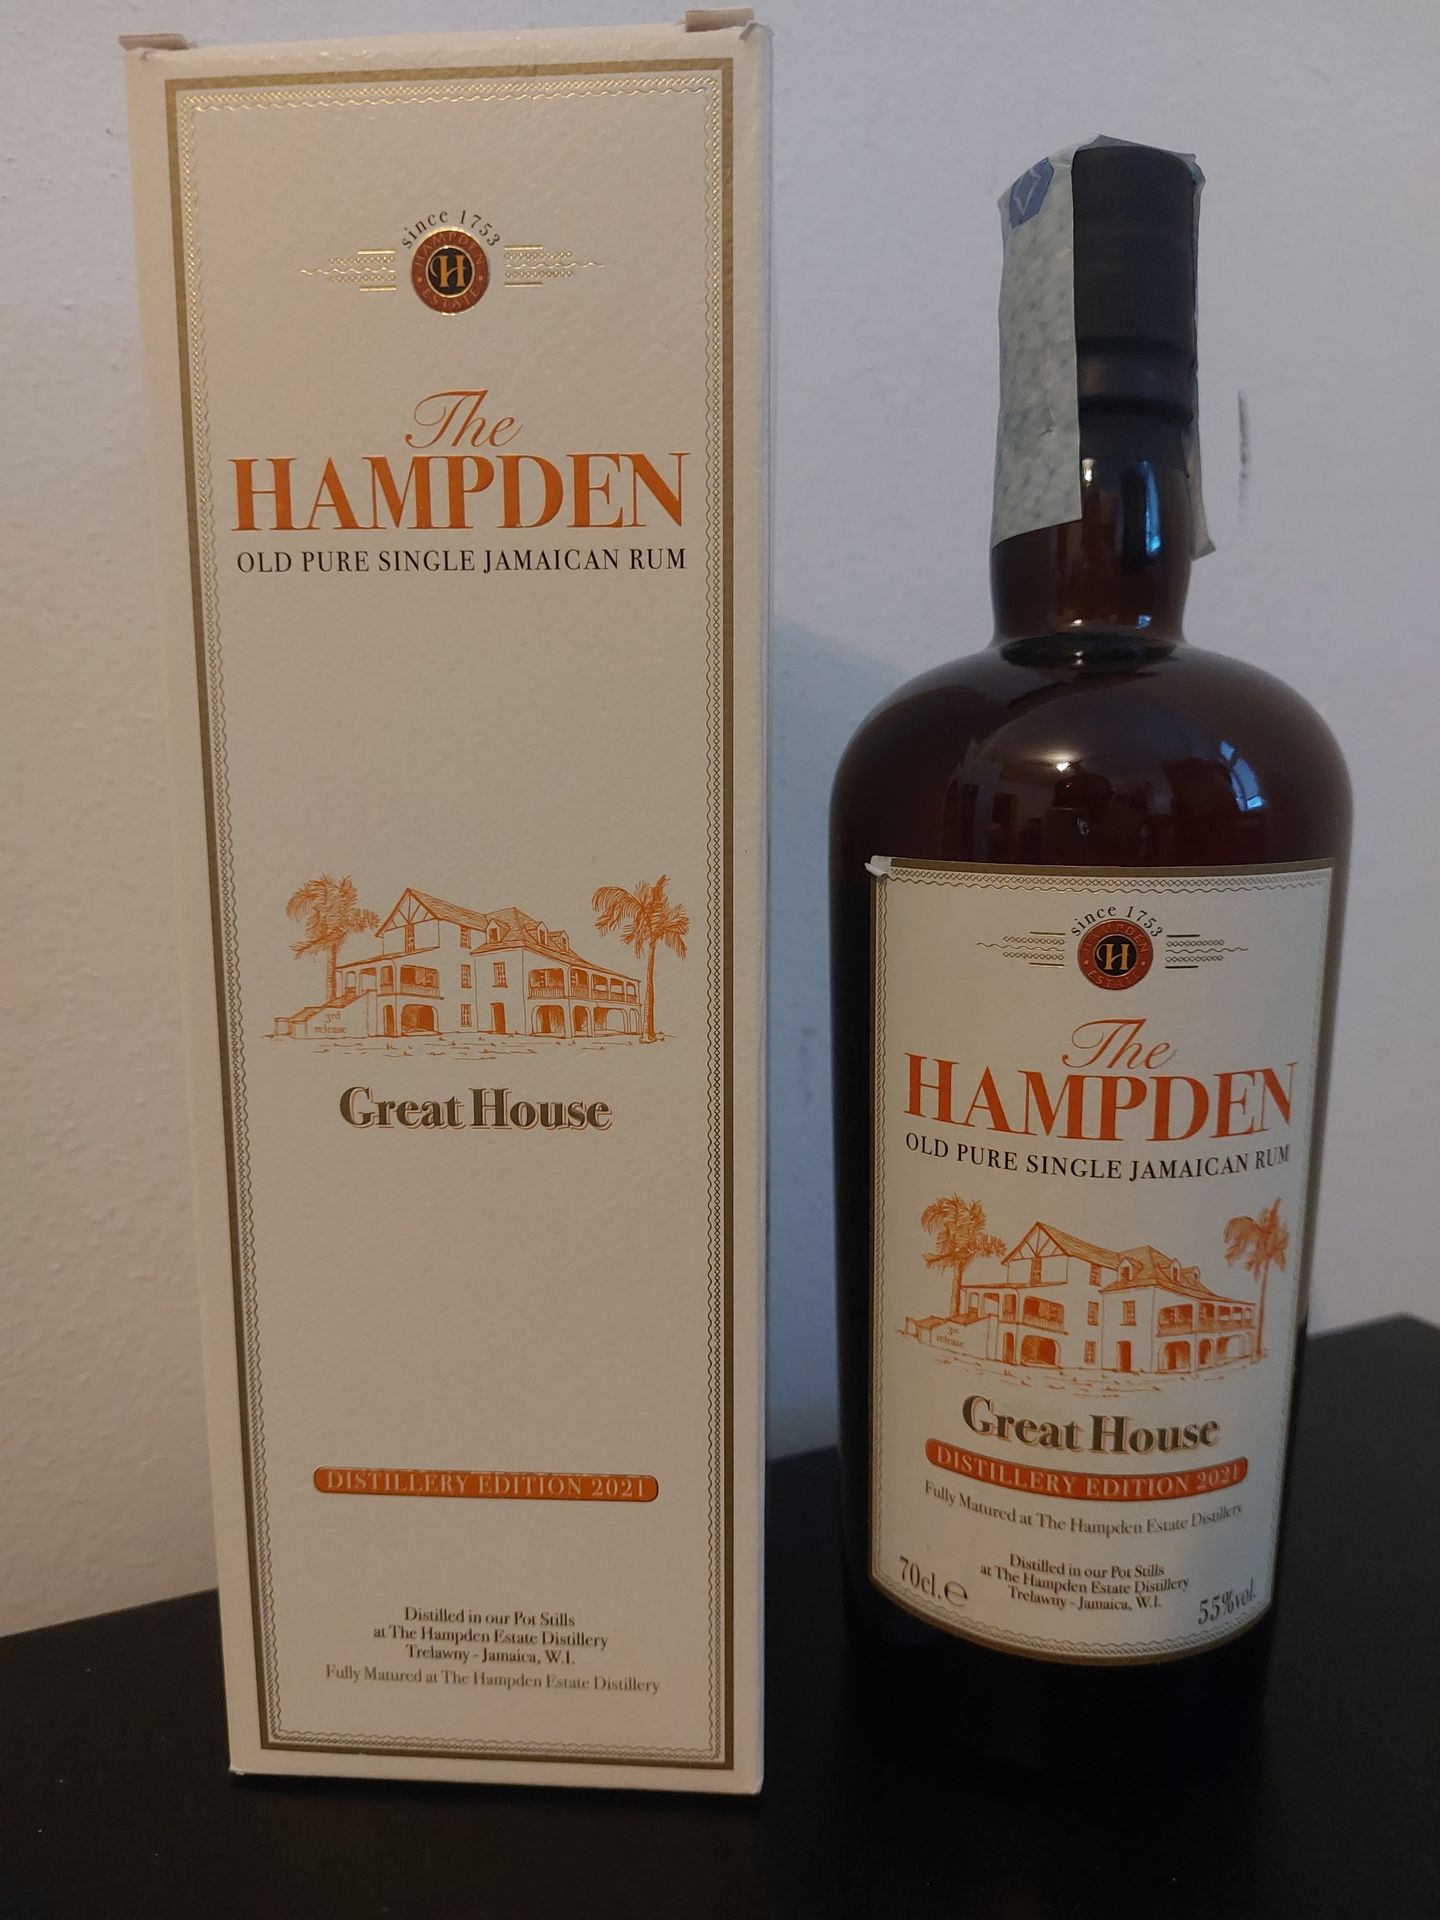 since 1753
HAMPDEN
H
ESTATE
The
HAMPDEN
OLD PURE SINGLE JAMAICAN RUM
3rd
release
Great House
DISTILLERY EDITION 2021
Distilled in our Pot Stills
at The Hampden Estate Distillery
Trelawny - Jamaica, W.I.
Fully Matured at The Hampden Estate Distillery
since 1753
HAMPDEN
H
ESTATE
The
HAMPDEN
OLD PURE SINGLE JAMAICAN RUM
3rd
release
Great House
DISTILLERY EDITION 2021
Fully Matured at The Hampden Estate Distillery
Distilled in our Pot Stills
at The Hampden Estate Distillery
Trelawny - Jamaica, W.I.
70cl. ℮
55%vol.